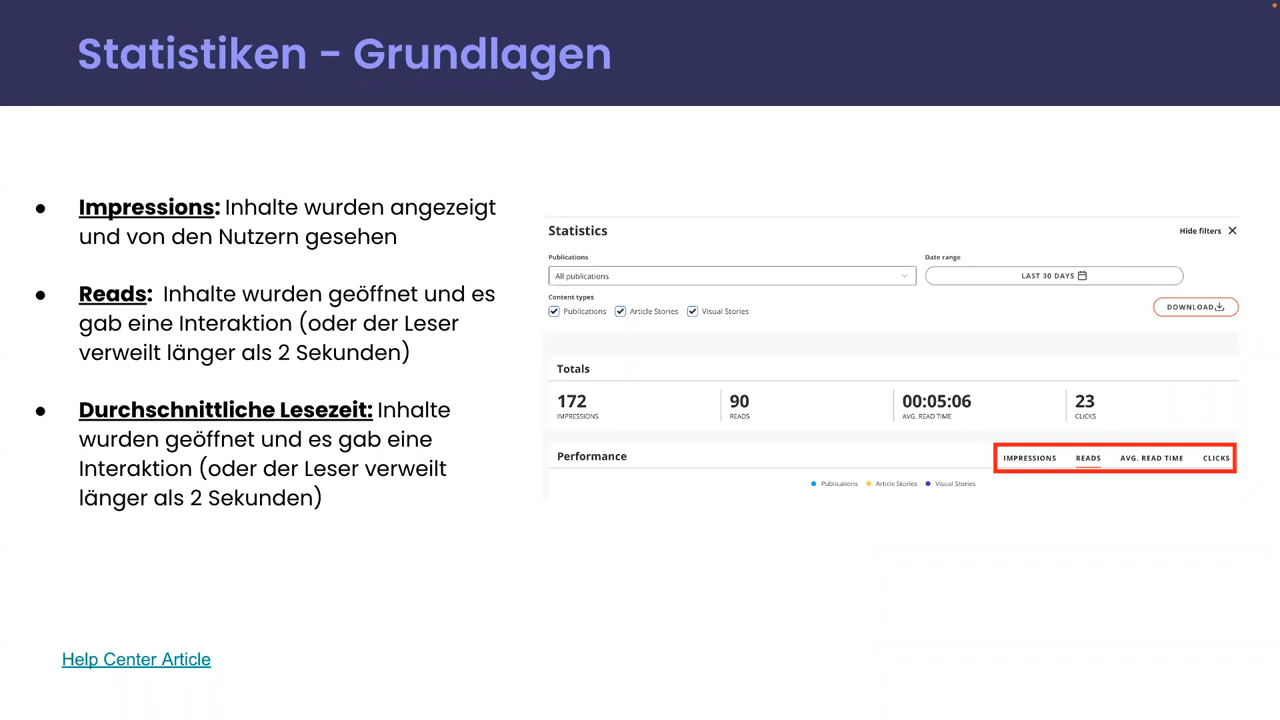 Statistiken - Grundlagen
● Impressions: Inhalte wurden angezeigt
und von den Nutzern gesehen
● Reads:  Inhalte wurden geöffnet und es
gab eine Interaktion (oder der Leser
verweilt länger als 2 Sekunden)
● Durchschnittliche Lesezeit: Inhalte
wurden geöffnet und es gab eine
Interaktion (oder der Leser verweilt
länger als 2 Sekunden)
Help Center Article
Statistics
Hide filters
Publications
Date range
All publications
LAST 30 DAYS
Content types
Publications Article Stories Visual Stories
DOWNLOAD
Totals
172 90 00:05:06 23
IMPRESSIONS READS AVG. READ TIME CLICKS
Performance
IMPRESSIONS READS AVG. READ TIME CLICKS
Publications Article Stories Visual Stories